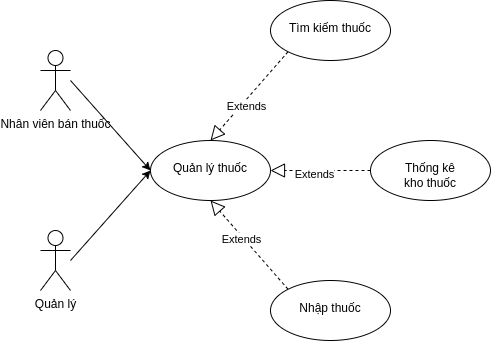 Tìm kiếm thuốc
Extends
Nhân viên bán thuốc
Quản lý thuốc
Extends
Thống kê
kho thuốc
Extends
Quản lý
Nhập thuốc